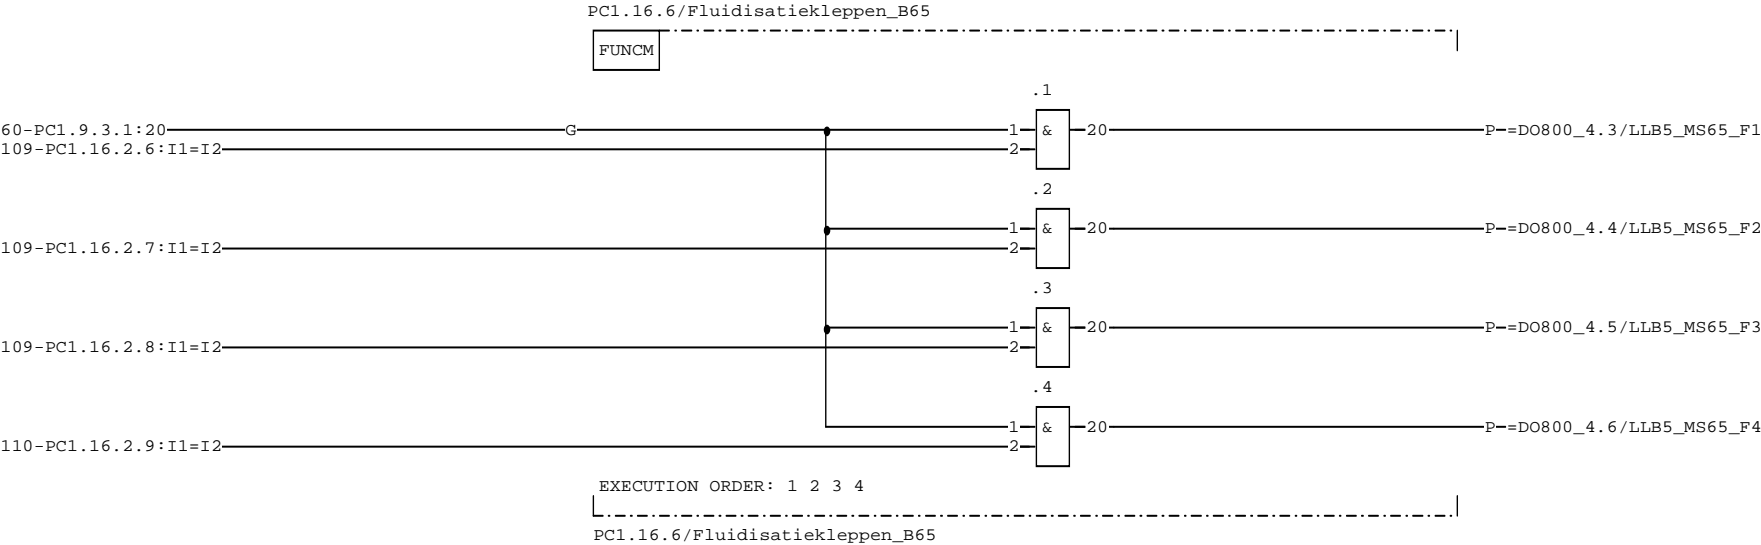 PC1.16.6/Fluidisatiekleppen_B65
FUNCM
.1
60-PC1.9.3.1:20 G 1 & 20 P-=DO800_4.3/LLB5_MS65_F1
109-PC1.16.2.6:I1=I2 2
.2
1 & 20 P-=DO800_4.4/LLB5_MS65_F2
109-PC1.16.2.7:I1=I2 2
.3
1 & 20 P-=DO800_4.5/LLB5_MS65_F3
109-PC1.16.2.8:I1=I2 2
.4
1 & 20 P-=DO800_4.6/LLB5_MS65_F4
110-PC1.16.2.9:I1=I2 2
EXECUTION ORDER: 1 2 3 4
PC1.16.6/Fluidisatiekleppen_B65